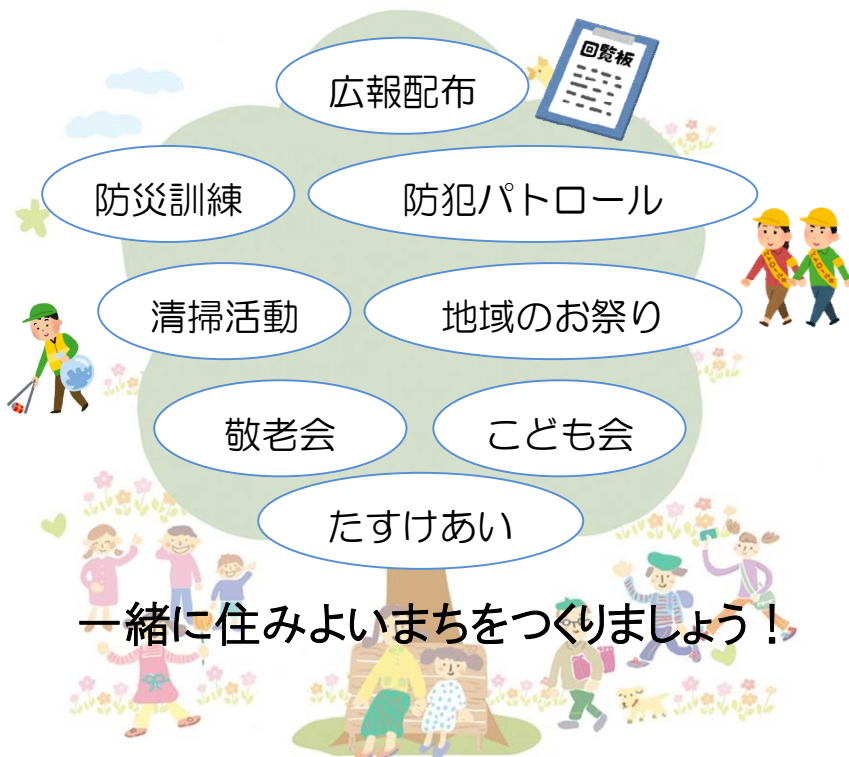 回覧板
広報配布
防災訓練
防犯パトロール
清掃活動
地域のお祭り
敬老会
こども会
たすけあい
一緒に住みよいまちをつくりましょう！